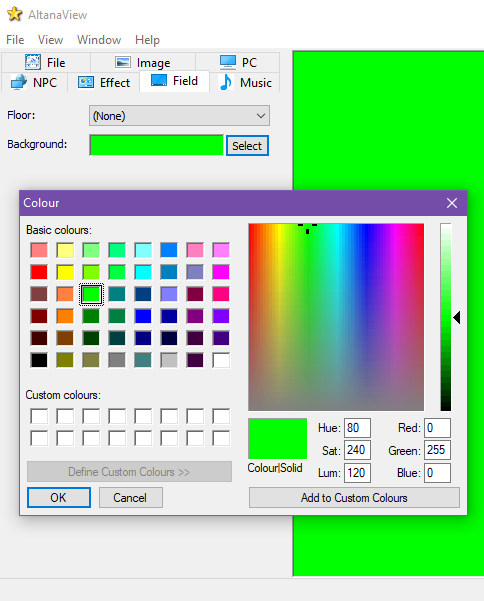 AltanaView
File View Window Help
File Image PC
NPC Effect Field Music
Floor: (None)
Background: Select
Colour
Basic colours:
Custom colours:
Define Custom Colours >>
OK Cancel
Hue: 80 Red: 0
Sat: 240 Green: 255
Lum: 120 Blue: 0
Colour|Solid
Add to Custom Colours